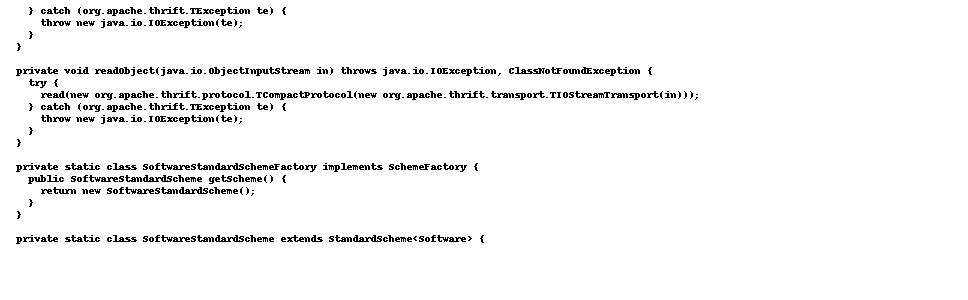 } catch (org.apache.thrift.TException te) {
throw new java.io.IOException(te);
}
}
private void readObject(java.io.ObjectInputStream in) throws java.io.IOException, ClassNotFoundException {
try {
read(new org.apache.thrift.protocol.TCompactProtocol(new org.apache.thrift.transport.TIOStreamTransport(in)));
} catch (org.apache.thrift.TException te) {
throw new java.io.IOException(te);
}
}
private static class SoftwareStandardSchemeFactory implements SchemeFactory {
public SoftwareStandardScheme getScheme() {
return new SoftwareStandardScheme();
}
}
private static class SoftwareStandardScheme extends StandardScheme<Software> {